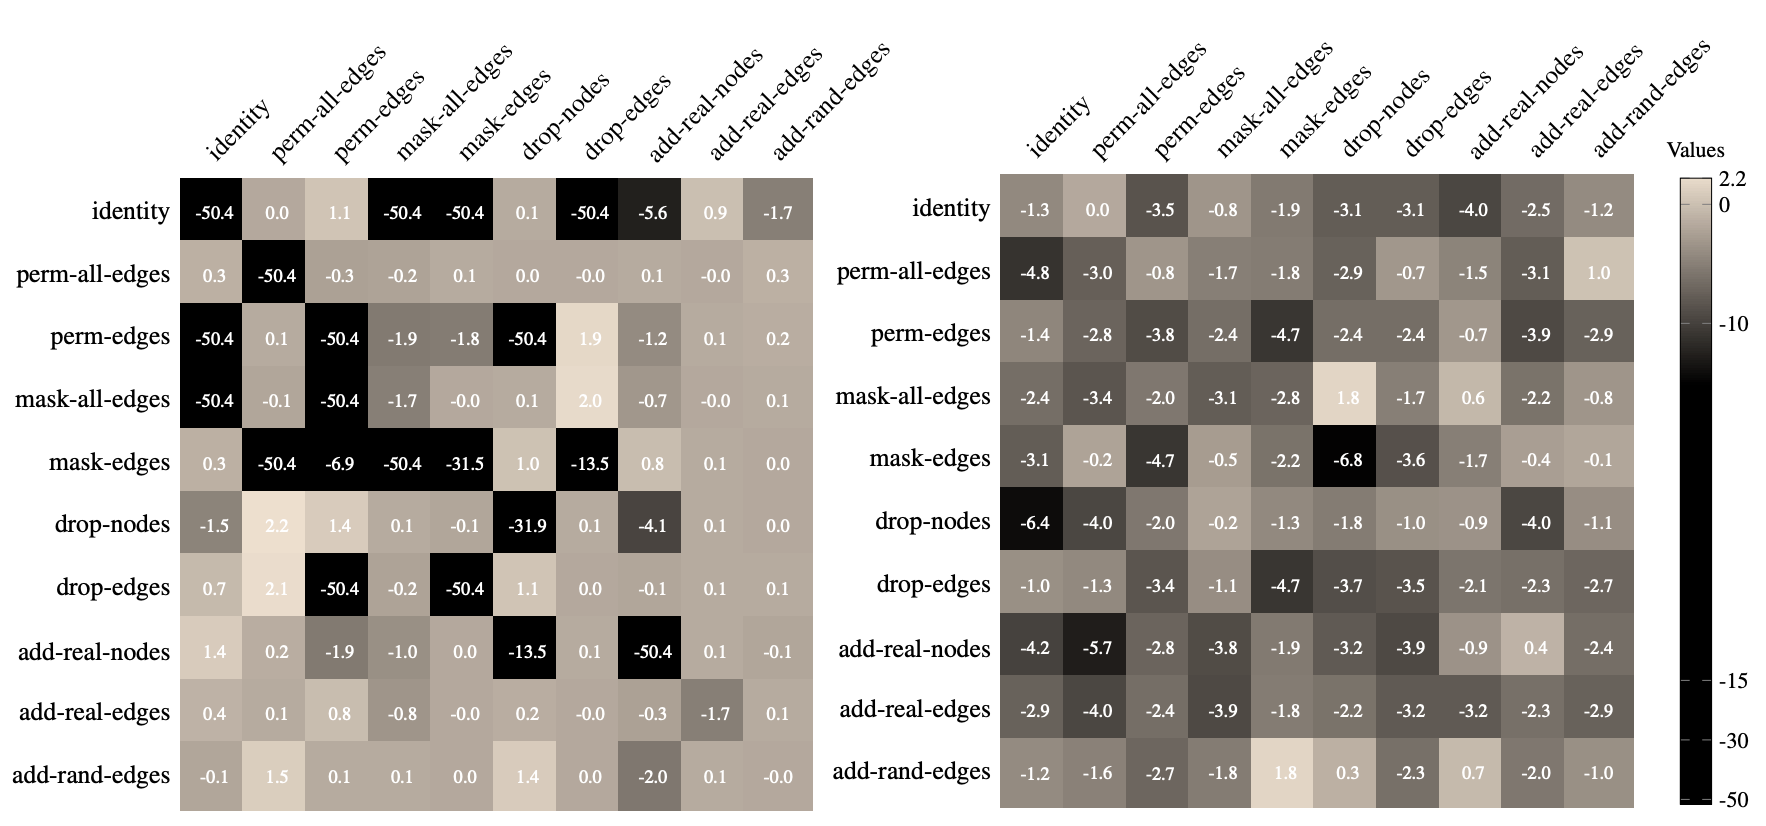 identity perm-all-edges perm-edges mask-all-edges mask-edges drop-nodes drop-edges add-real-nodes add-real-edges add-rand-edges
identity -50.4 0.0 1.1 -50.4 -50.4 0.1 -50.4 -5.6 0.9 -1.7
perm-all-edges 0.3 -50.4 -0.3 -0.2 0.1 0.0 -0.0 0.1 -0.0 0.3
perm-edges -50.4 0.1 -50.4 -1.9 -1.8 -50.4 1.9 -1.2 0.1 0.2
mask-all-edges -50.4 -0.1 -50.4 -1.7 -0.0 0.1 2.0 -0.7 -0.0 0.1
mask-edges 0.3 -50.4 -6.9 -50.4 -31.5 1.0 -13.5 0.8 0.1 0.0
drop-nodes -1.5 2.2 1.4 0.1 -0.1 -31.9 0.1 -4.1 0.1 0.0
drop-edges 0.7 2.1 -50.4 -0.2 -50.4 1.1 0.0 -0.1 0.1 0.1
add-real-nodes 1.4 0.2 -1.9 -1.0 0.0 -13.5 0.1 -50.4 0.1 -0.1
add-real-edges 0.4 0.1 0.8 -0.8 -0.0 0.2 -0.0 -0.3 -1.7 0.1
add-rand-edges -0.1 1.5 0.1 0.1 0.0 1.4 0.0 -2.0 0.1 -0.0
identity perm-all-edges perm-edges mask-all-edges mask-edges drop-nodes drop-edges add-real-nodes add-real-edges add-rand-edges
identity -1.3 0.0 -3.5 -0.8 -1.9 -3.1 -3.1 -4.0 -2.5 -1.2
perm-all-edges -4.8 -3.0 -0.8 -1.7 -1.8 -2.9 -0.7 -1.5 -3.1 1.0
perm-edges -1.4 -2.8 -3.8 -2.4 -4.7 -2.4 -2.4 -0.7 -3.9 -2.9
mask-all-edges -2.4 -3.4 -2.0 -3.1 -2.8 1.8 -1.7 0.6 -2.2 -0.8
mask-edges -3.1 -0.2 -4.7 -0.5 -2.2 -6.8 -3.6 -1.7 -0.4 -0.1
drop-nodes -6.4 -4.0 -2.0 -0.2 -1.3 -1.8 -1.0 -0.9 -4.0 -1.1
drop-edges -1.0 -1.3 -3.4 -1.1 -4.7 -3.7 -3.5 -2.1 -2.3 -2.7
add-real-nodes -4.2 -5.7 -2.8 -3.8 -1.9 -3.2 -3.9 -0.9 0.4 -2.4
add-real-edges -2.9 -4.0 -2.4 -3.9 -1.8 -2.2 -3.2 -3.2 -2.3 -2.9
add-rand-edges -1.2 -1.6 -2.7 -1.8 1.8 0.3 -2.3 0.7 -2.0 -1.0
Values
2.2
0
-10
-15
-30
-50